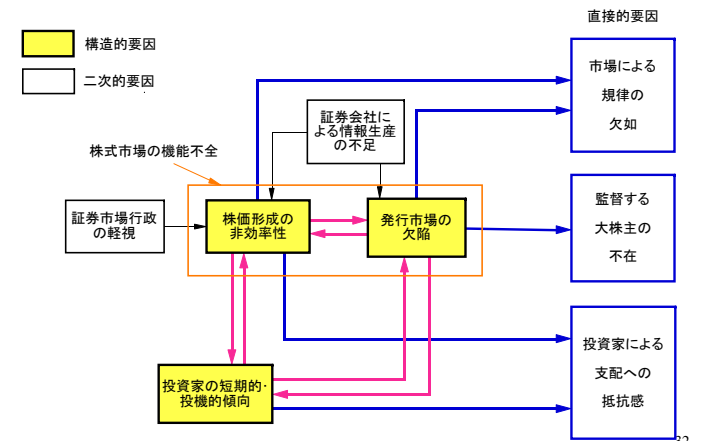 直接的要因
構造的要因
二次的要因
市場による
規律の
欠如
証券会社に
よる情報生産
の不足
株式市場の機能不全
証券市場行政
の軽視
株価形成の
非効率性
発行市場の
欠陥
監督する
大株主の
不在
投資家による
支配への
抵抗感
投資家の短期的・
投機的傾向
32